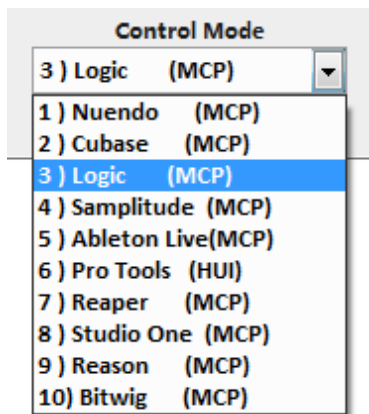 Control Mode
3 ) Logic (MCP)
1 ) Nuendo (MCP)
2 ) Cubase (MCP)
3 ) Logic (MCP)
4 ) Samplitude (MCP)
5 ) Ableton Live(MCP)
6 ) Pro Tools (HUI)
7 ) Reaper (MCP)
8 ) Studio One (MCP)
9 ) Reason (MCP)
10) Bitwig (MCP)